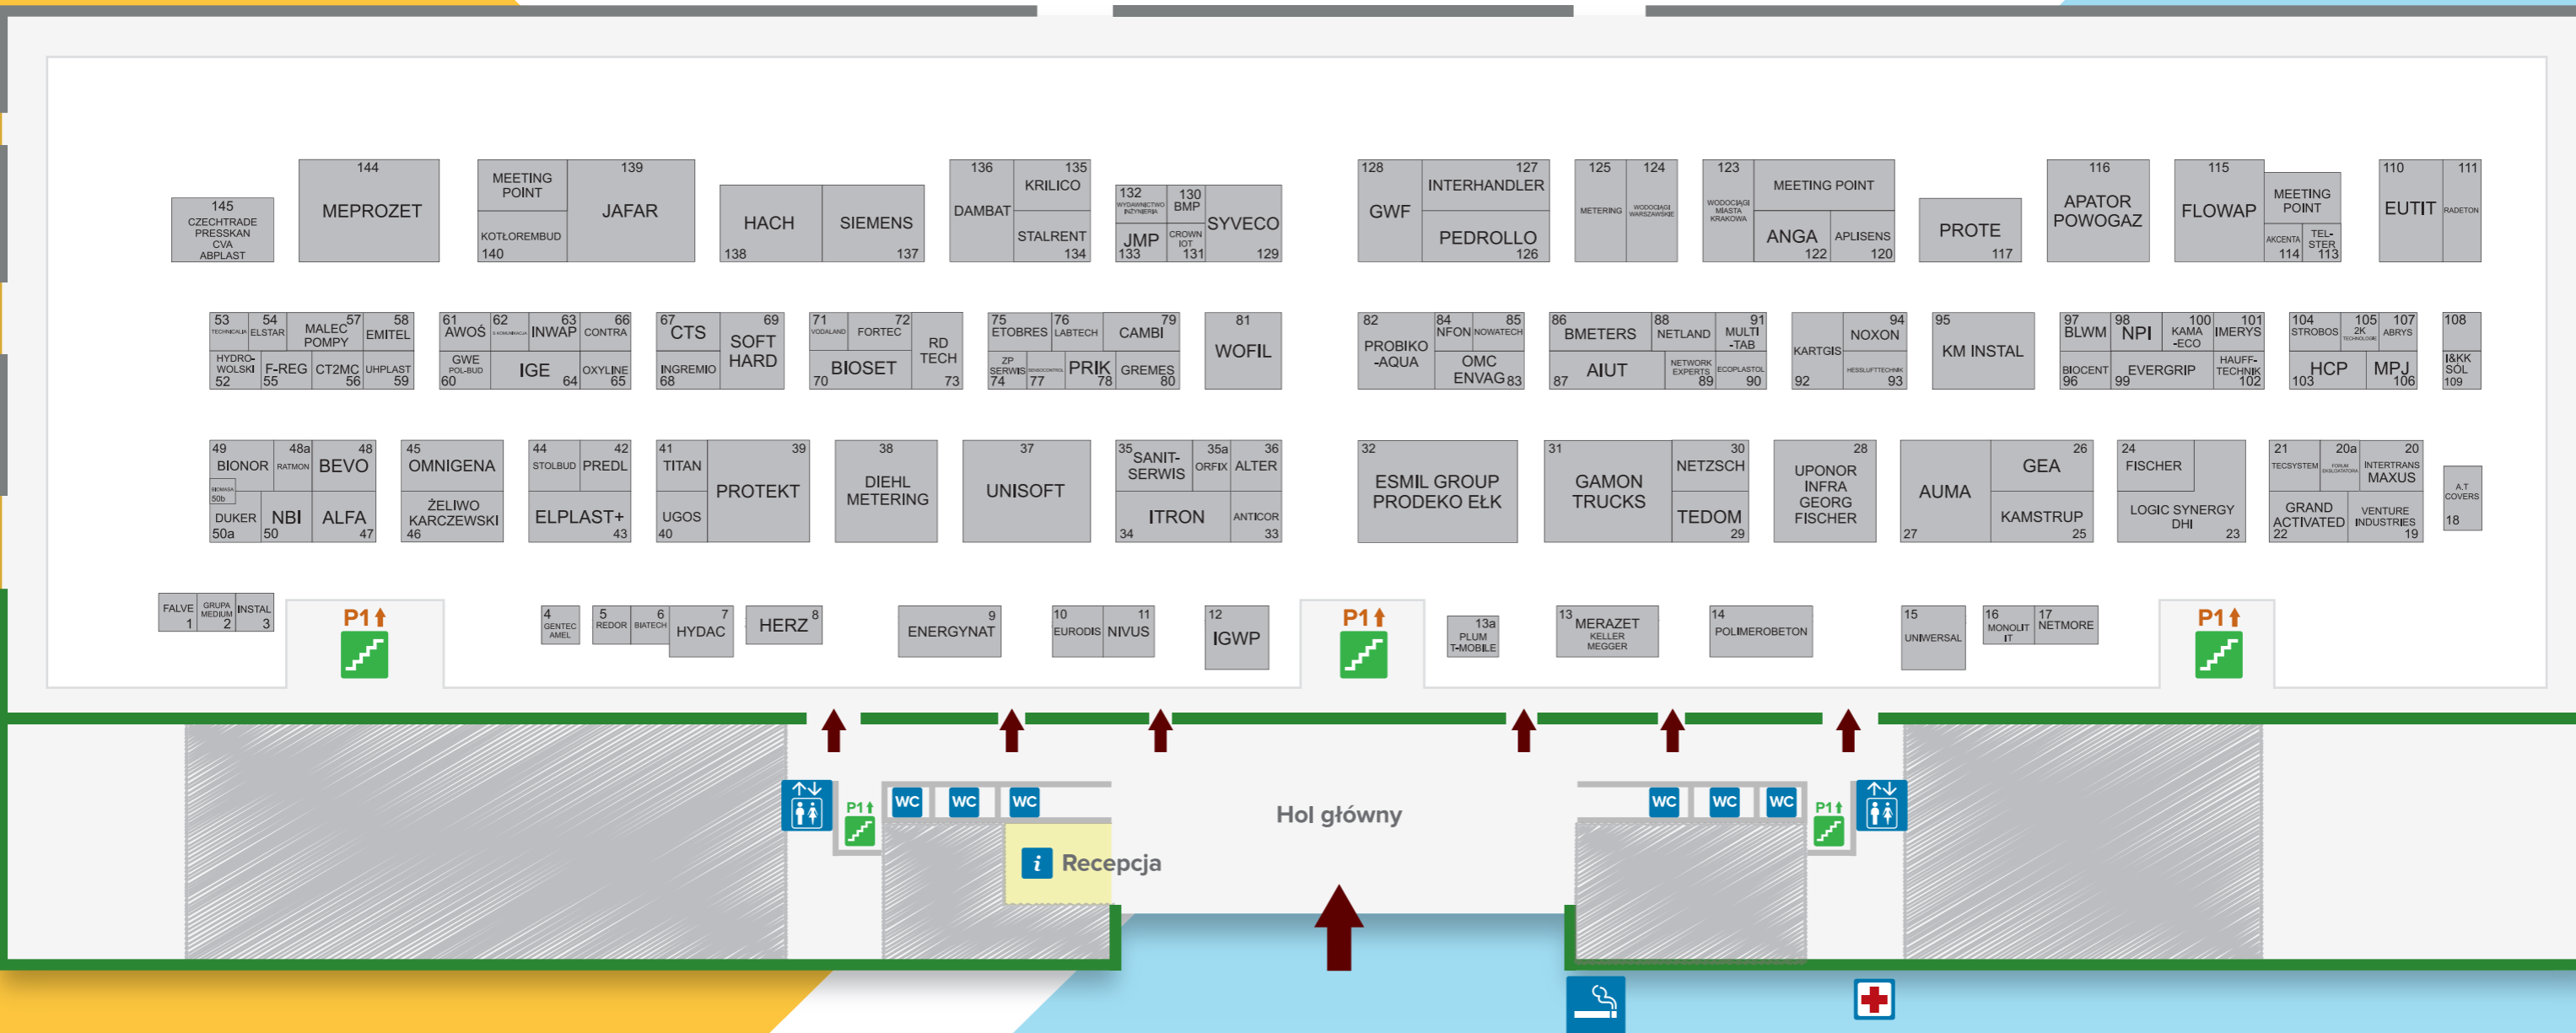 144
MEPROZET
145
CZECHTRADE
PRESSKAN
CVA
ABPLAST
MEETING
POINT
KOTŁOREMBUD
140
139
JAFAR
HACH
138
SIEMENS
137
136
DAMBAT
135
KRILICO
STALRENT
134
132
WYDAWNICTWO
INŻYNIERIA
130
BMP
JMP
133
CROWN
IOT
131
SYVECO
129
128
GWF
127
INTERHANDLER
PEDROLLO
126
125
METERING
124
WODOCIĄGI
WARSZAWSKIE
123
WODOCIĄGI
MIASTA
KRAKOWA
MEETING POINT
ANGA
122
APLISENS
120
PROTE
117
116
APATOR
POWOGAZ
115
FLOWAP
MEETING
POINT
AKCENTA
114
TEL-
STER
113
110
EUTIT
111
RADETON
53
TECHNICALIA
54
ELSTAR
57
MALEC
POMPY
58
EMITEL
HYDRO-
WOLSKI
52
F-REG
55
CT2MC
56
UHPLAST
59
61
AWOŚ
62
63
INWAP
66
CONTRA
GWE
POL-BUD
60
IGE
64
OXYLINE
65
67
CTS
INGREMIO
68
69
SOFT
HARD
71
VODALAND
72
FORTEC
BIOSET
70
RD
TECH
73
75
ETOBRES
76
LABTECH
79
CAMBI
ZP
SERWIS
74
SENSOCONTROL
77
PRIK
78
GREMES
80
81
WOFIL
82
PROBIKO
-AQUA
84
NFON
85
NOWATECH
OMC
ENVAG 83
86
BMETERS
88
NETLAND
91
MULTI
-TAB
87
AIUT
NETWORK
EXPERTS
89
ECOPLASTOL
90
KARTGIS
92
94
NOXON
HESSLUFTTECHNIK
93
95
KM INSTAL
97
BLWM
98
NPI
100
KAMA
-ECO
101
IMERYS
BIOCENT
96
EVERGRIP
99
HAUFF-
TECHNIK
102
104
STROBOS
105
2K
TECHNOLOGIE
107
ABRYS
HCP
103
MPJ
106
108
I&KK
SÓL
109
49
BIONOR
48a
RATMON
48
BEVO
BIOMASA
50b
DUKER
50a
NBI
50
ALFA
47
45
OMNIGENA
ŻELIWO
KARCZEWSKI
46
44
STOLBUD
42
PREDL
ELPLAST+
43
41
TITAN
UGOS
40
39
PROTEKT
38
DIEHL
METERING
37
UNISOFT
35
SANIT-
SERWIS
35a
ORFIX
36
ALTER
ITRON
34
ANTICOR
33
32
ESMIL GROUP
PRODEKO EŁK
31
GAMON
TRUCKS
30
NETZSCH
TEDOM
29
28
UPONOR
INFRA
GEORG
FISCHER
AUMA
27
26
GEA
KAMSTRUP
25
24
FISCHER
LOGIC SYNERGY
DHI
23
21
TECSYSTEM
20a
FORUM
EKSPLOATATORA
20
INTERTRANS
MAXUS
GRAND
ACTIVATED
22
VENTURE
INDUSTRIES
19
A.T
COVERS
18
FALVE
1
GRUPA
MEDIUM
2
INSTAL
3
P1
4
GENTEC
AMEL
5
REDOR
6
BIATECH
7
HYDAC
8
HERZ
9
ENERGYNAT
10
EURODIS
11
NIVUS
12
IGWP
P1
13a
PLUM
T-MOBILE
13
MERAZET
KELLER
MEGGER
14
POLIMEROBETON
15
UNIWERSAL
16
MONOLIT
IT
17
NETMORE
P1
P1
WC
WC
WC
Hol główny
WC
WC
WC
P1
i
Recepcja